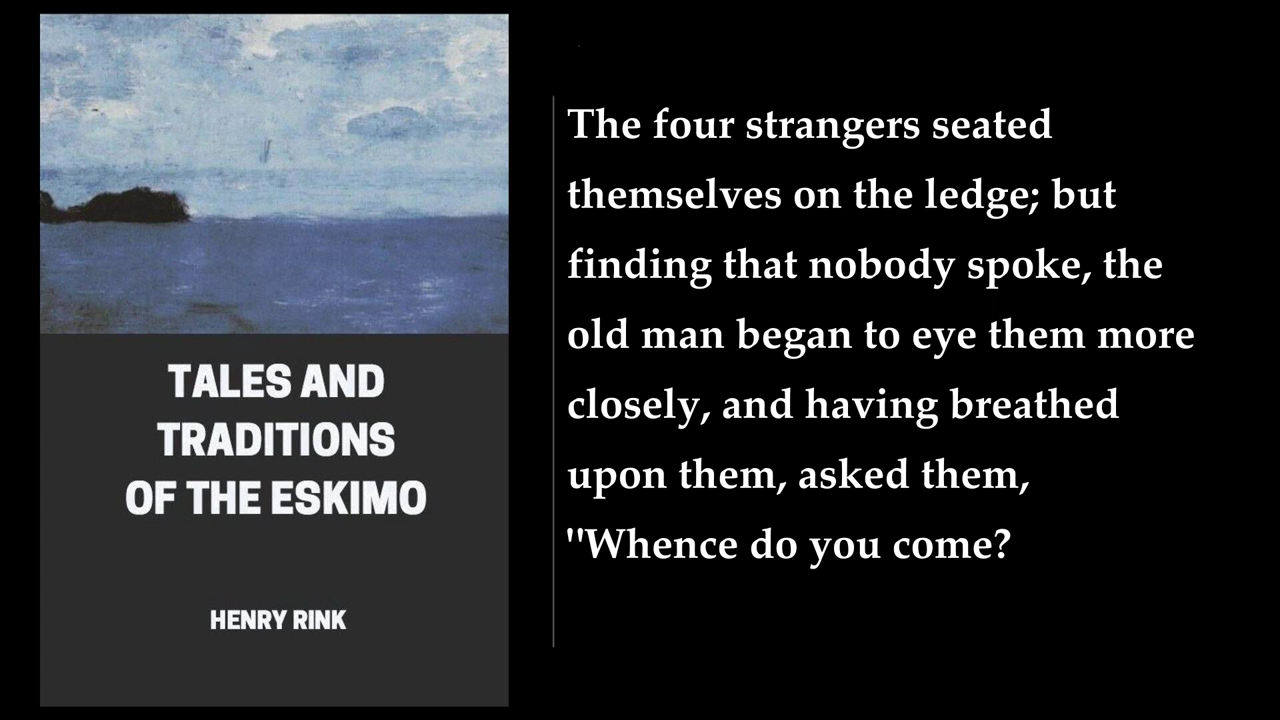 TALES AND
TRADITIONS
OF THE ESKIMO
HENRY RINK
The four strangers seated
themselves on the ledge; but
finding that nobody spoke, the
old man began to eye them more
closely, and having breathed
upon them, asked them,
"Whence do you come?